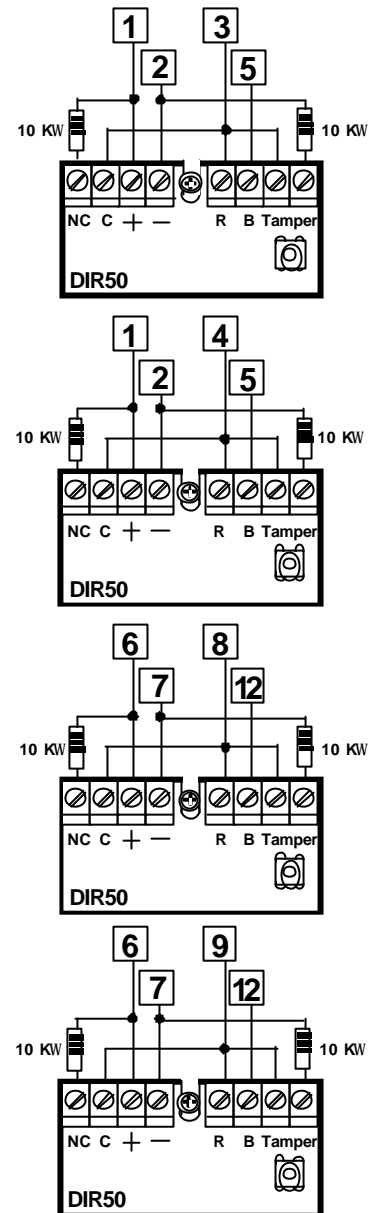 1 3
2 5
10 KW 10 KW
NC C + — R B Tamper
DIR50
1 4
2 5
10 KW 10 KW
NC C + — R B Tamper
DIR50
6 8
7 12
10 KW 10 KW
NC C + — R B Tamper
DIR50
6 9
7 12
10 KW 10 KW
NC C + — R B Tamper
DIR50